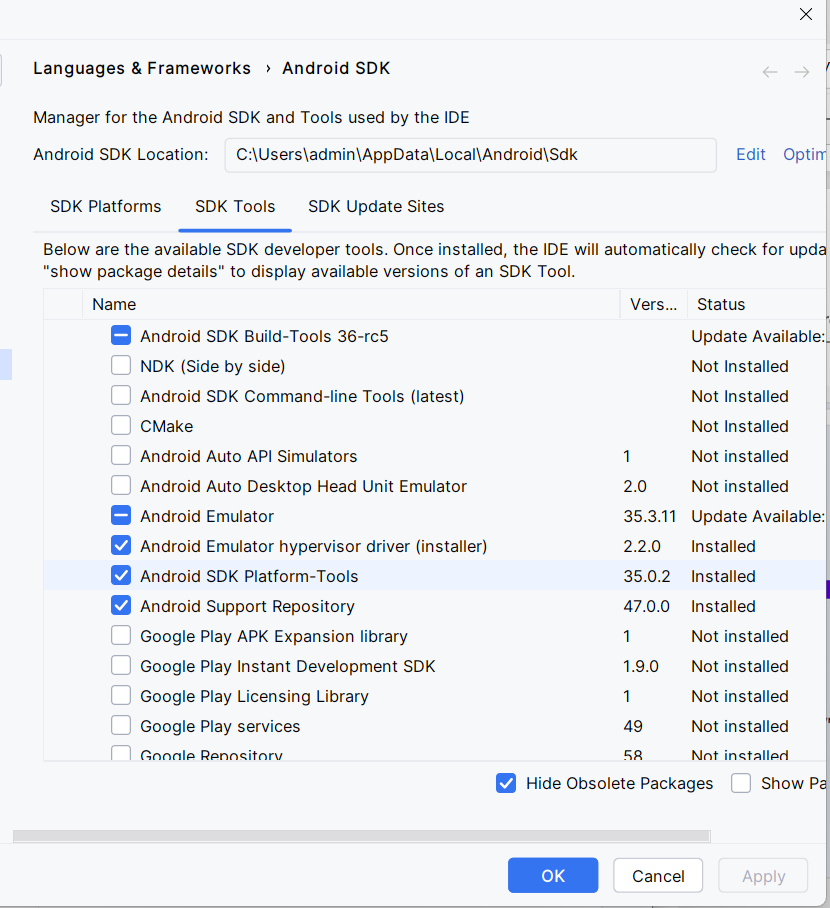 Languages & Frameworks › Android SDK
Manager for the Android SDK and Tools used by the IDE
Android SDK Location: C:\Users\admin\AppData\Local\Android\Sdk Edit Optim
SDK Platforms SDK Tools SDK Update Sites
Below are the available SDK developer tools. Once installed, the IDE will automatically check for upda
"show package details" to display available versions of an SDK Tool.
Name Vers... Status
Android SDK Build-Tools 36-rc5 Update Available:
NDK (Side by side) Not Installed
Android SDK Command-line Tools (latest) Not Installed
CMake Not Installed
Android Auto API Simulators 1 Not installed
Android Auto Desktop Head Unit Emulator 2.0 Not installed
Android Emulator 35.3.11 Update Available:
Android Emulator hypervisor driver (installer) 2.2.0 Installed
Android SDK Platform-Tools 35.0.2 Installed
Android Support Repository 47.0.0 Installed
Google Play APK Expansion library 1 Not installed
Google Play Instant Development SDK 1.9.0 Not installed
Google Play Licensing Library 1 Not installed
Google Play services 49 Not installed
Google Repository 58 Not installed
Hide Obsolete Packages Show Pa
OK Cancel Apply